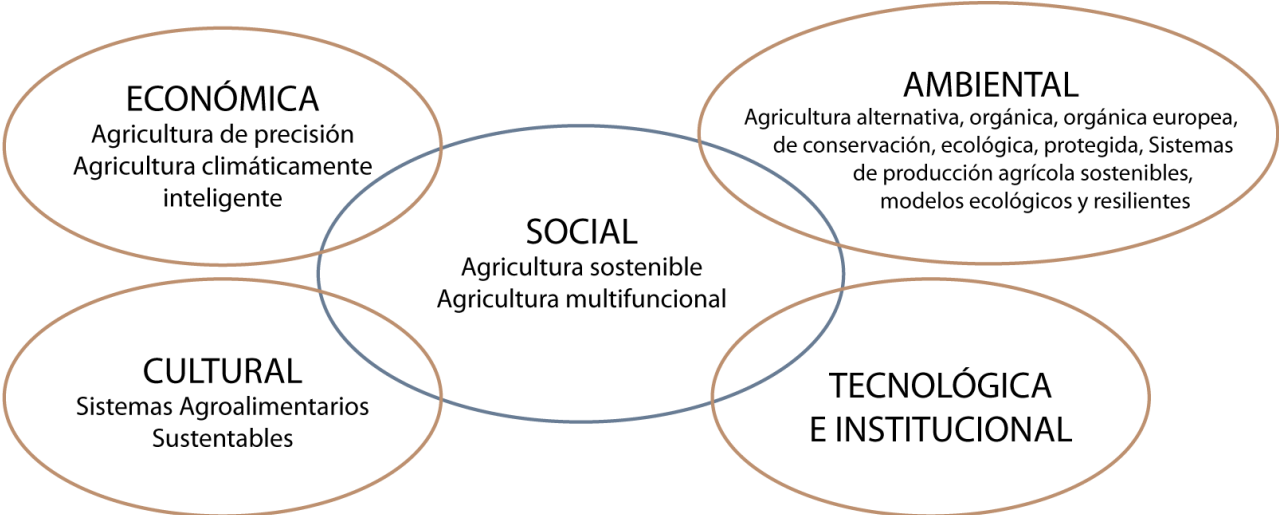 ECONÓMICA
Agricultura de precisión
Agricultura climáticamente
inteligente
AMBIENTAL
Agricultura alternativa, orgánica, orgánica europea,
de conservación, ecológica, protegida, Sistemas
de producción agrícola sostenibles,
modelos ecológicos y resilientes
SOCIAL
Agricultura sostenible
Agricultura multifuncional
CULTURAL
Sistemas Agroalimentarios
Sustentables
TECNOLÓGICA
E INSTITUCIONAL